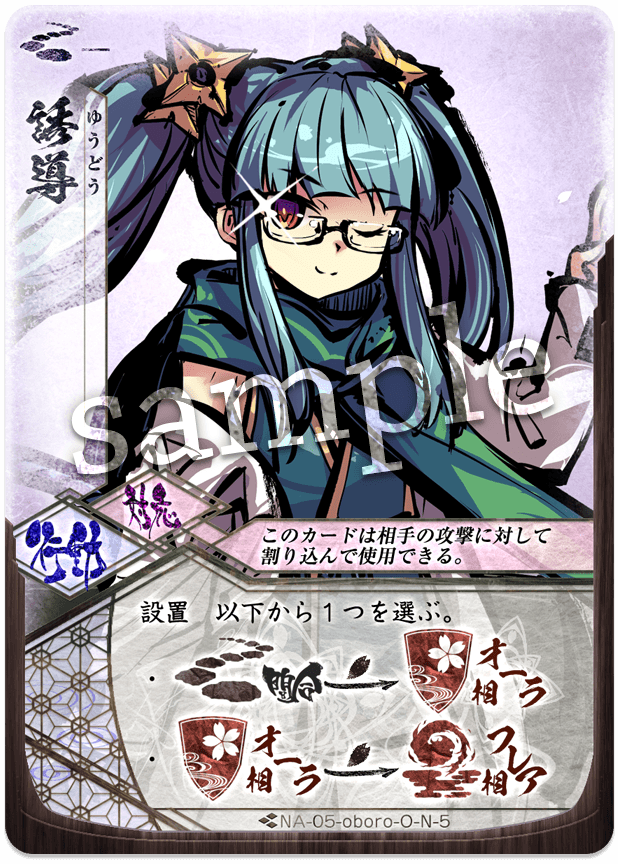 誘導
ゆうどう
sample
行動
対応
このカードは相手の攻撃に対して
割り込んで使用できる。
設置 以下から1つを選ぶ。
・間合→相オーラ
・相オーラ→相フレア
NA-05-oboro-O-N-5